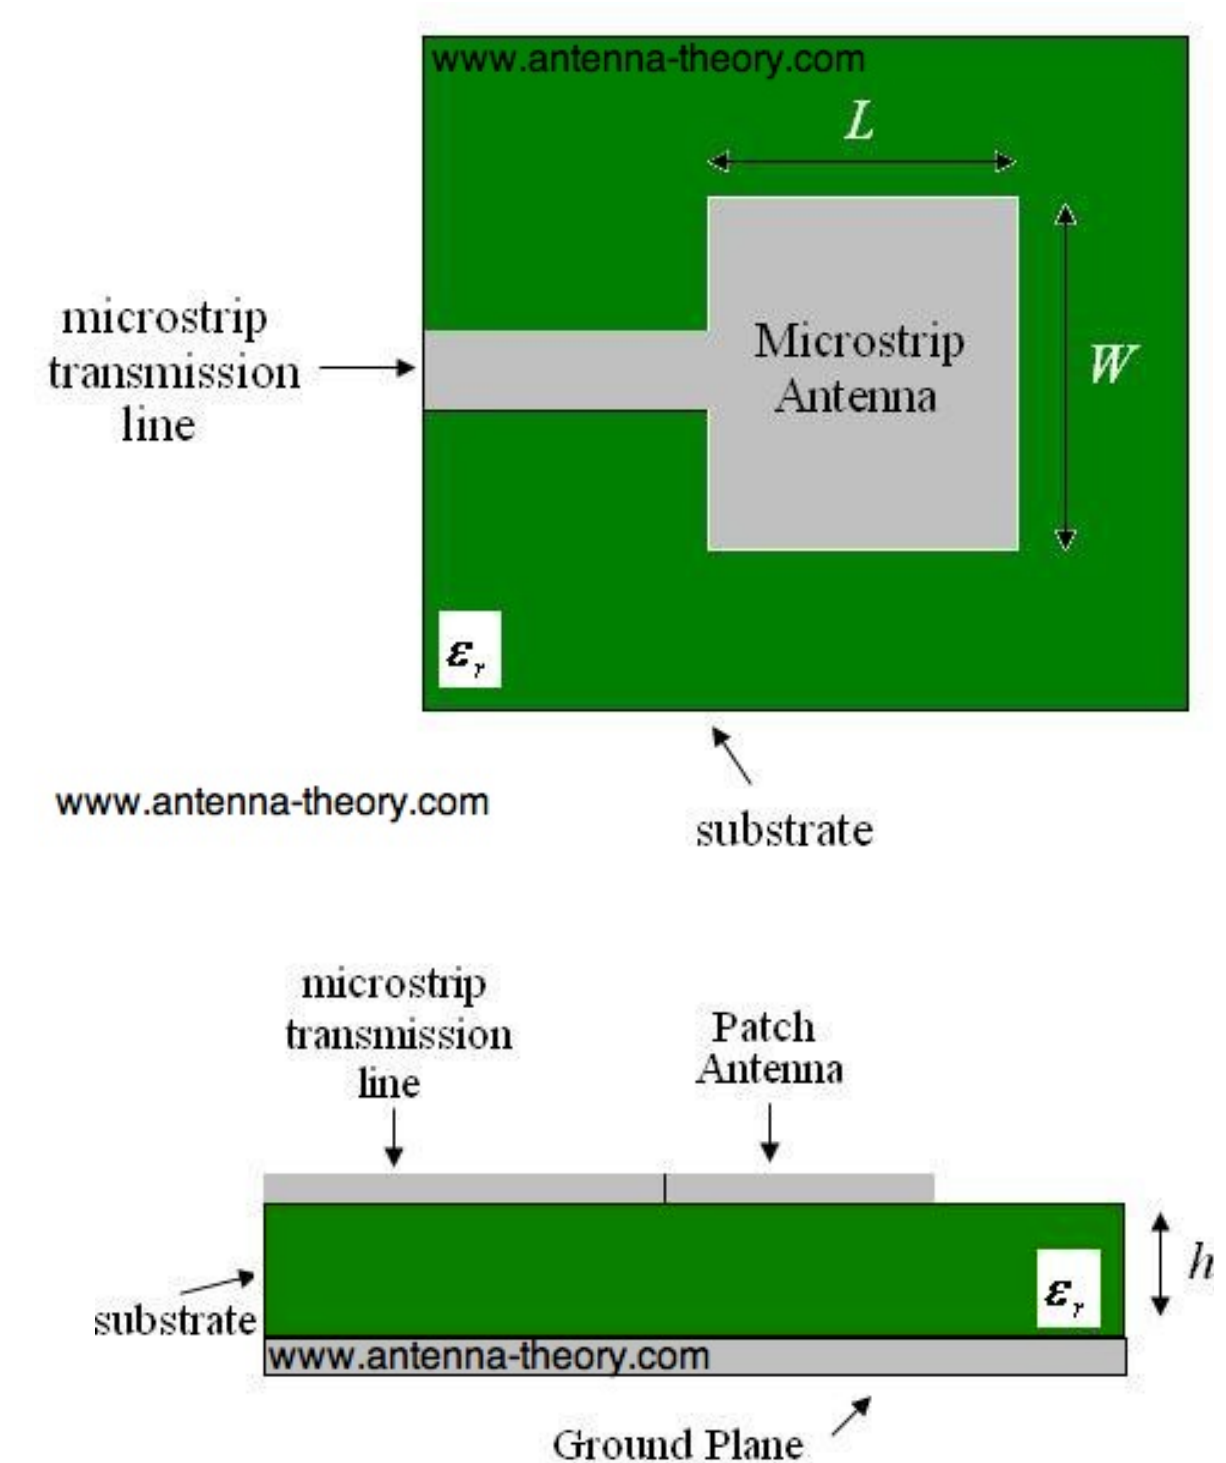 www.antenna-theory.com
L
microstrip
transmission
line
Microstrip
Antenna
W
εr
www.antenna-theory.com
substrate
microstrip
transmission
line
Patch
Antenna
h
εr
substrate
www.antenna-theory.com
Ground Plane